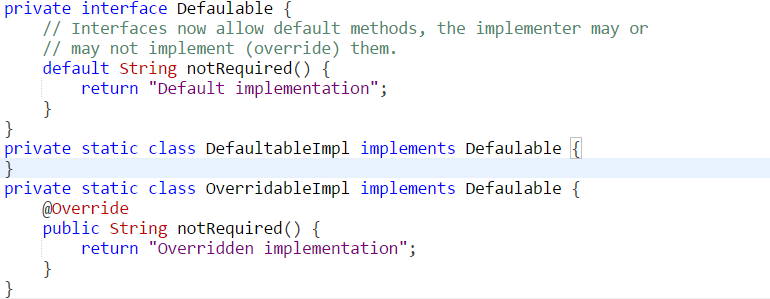 private interface Defaulable {
    // Interfaces now allow default methods, the implementer may or
    // may not implement (override) them.
    default String notRequired() {
        return "Default implementation";
    }
}
private static class DefaultableImpl implements Defaulable {
}
private static class OverridableImpl implements Defaulable {
    @Override
    public String notRequired() {
        return "Overridden implementation";
    }
}